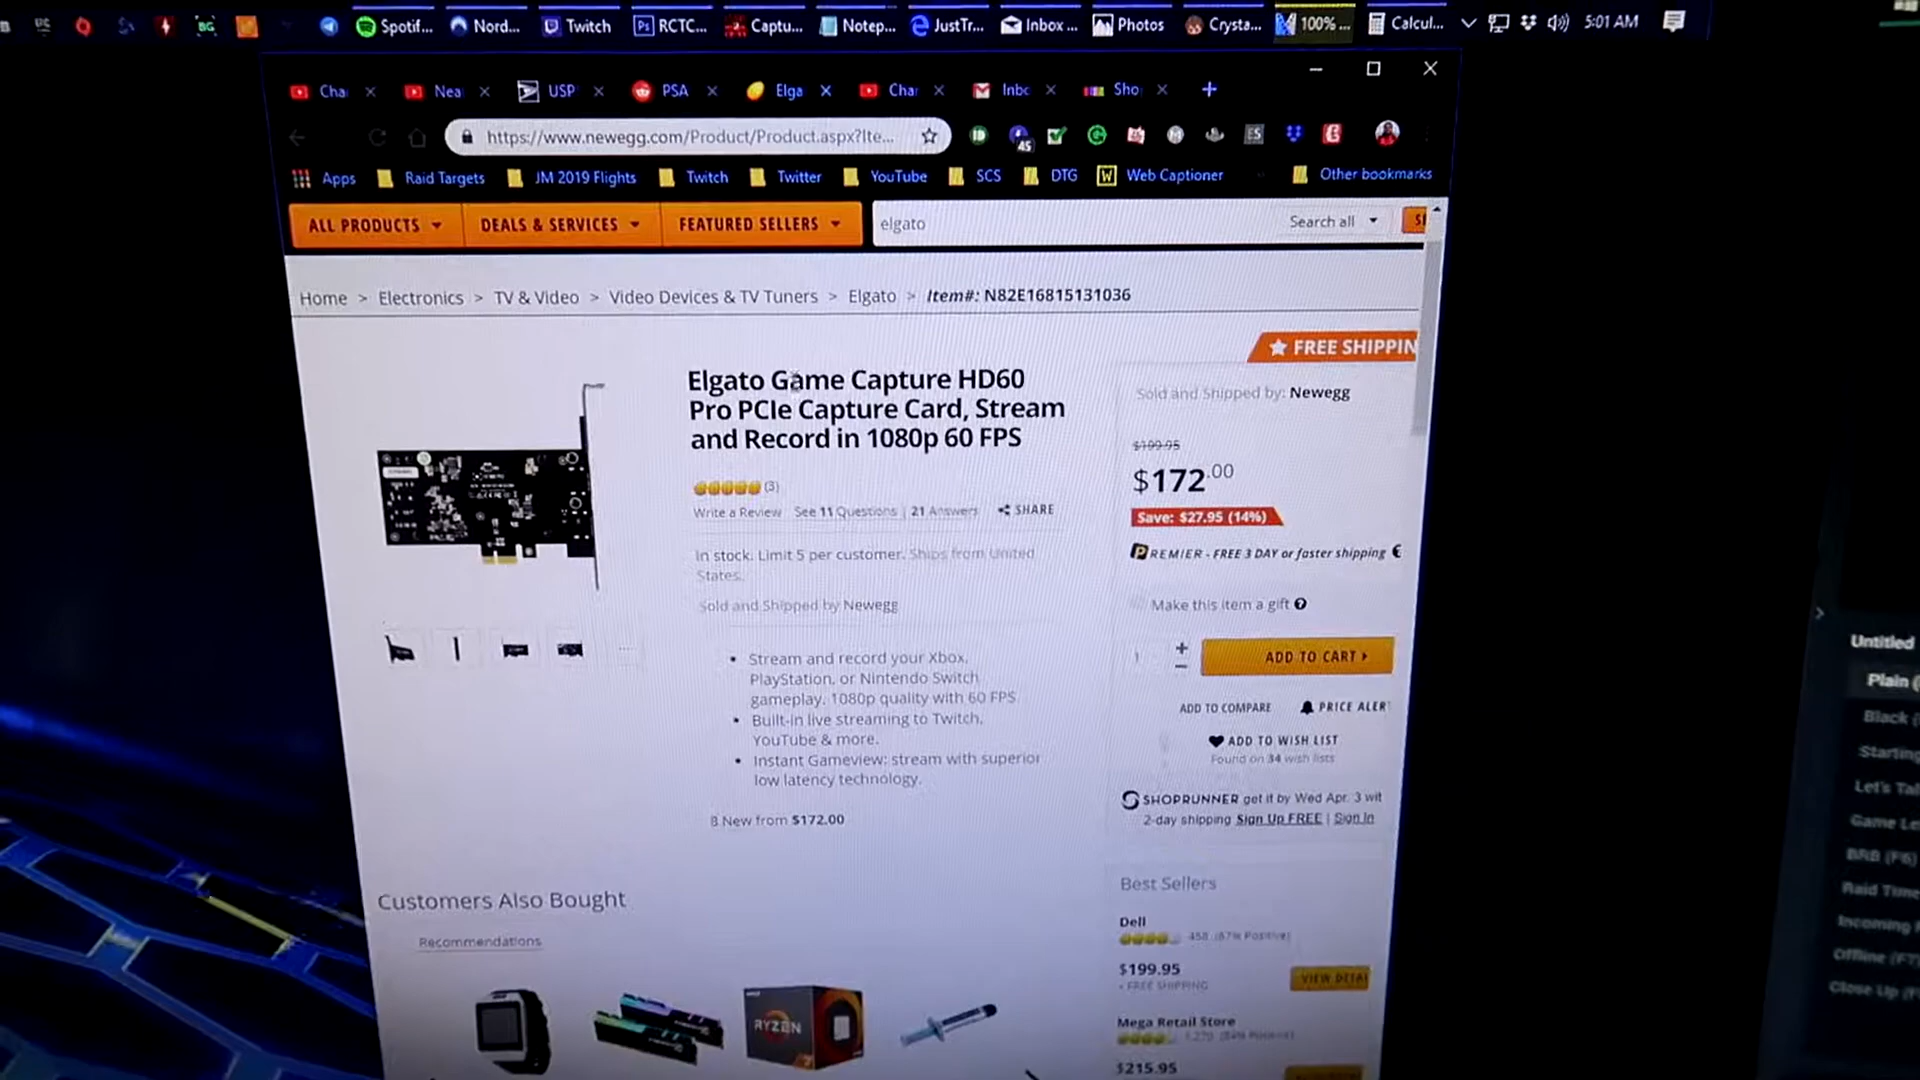 Spotif... Nord... Twitch RCTC... Captu... Notep... JustTr... Inbox ... Photos Crysta... 100% ... Calcul... 5:01 AM
Cha Nea USP PSA Elga Char Inbc Sho
https://www.newegg.com/Product/Product.aspx?Ite...
Apps Raid Targets JM 2019 Flights Twitch Twitter YouTube SCS DTG Web Captioner Other bookmarks
ALL PRODUCTS DEALS & SERVICES FEATURED SELLERS elgato Search all
Home > Electronics > TV & Video > Video Devices & TV Tuners > Elgato > Item#: N82E16815131036
FREE SHIPPIN
Elgato Game Capture HD60
Pro PCIe Capture Card, Stream
and Record in 1080p 60 FPS
(3)
Write a Review See 11 Questions | 21 Answers SHARE
In stock. Limit 5 per customer. Ships from United
States.
Sold and Shipped by Newegg
• Stream and record your Xbox,
PlayStation, or Nintendo Switch
gameplay. 1080p quality with 60 FPS.
• Built-in live streaming to Twitch,
YouTube & more.
• Instant Gameview: stream with superior
low latency technology.
8 New from $172.00
Sold and Shipped by: Newegg
$199.95
$172.00
Save: $27.95 (14%)
PREMIER - FREE 3 DAY or faster shipping
Make this item a gift ?
1 + −
ADD TO CART
ADD TO COMPARE PRICE ALER
ADD TO WISH LIST
Found on 34 wish lists
SHOPRUNNER get it by Wed Apr. 3 wit
2-day shipping Sign Up FREE | Sign In
Customers Also Bought
Recommendations
RYZEN
Best Sellers
Dell
458 (67% Positive)
$199.95
+ FREE SHIPPING
VIEW DETAI
Mega Retail Store
$215.95
Untitled
Plain (
Black (
Starting
Let's Tal
Game Le
BRB (F6)
Raid Time
Incoming
Offline (F7
Close Up (F